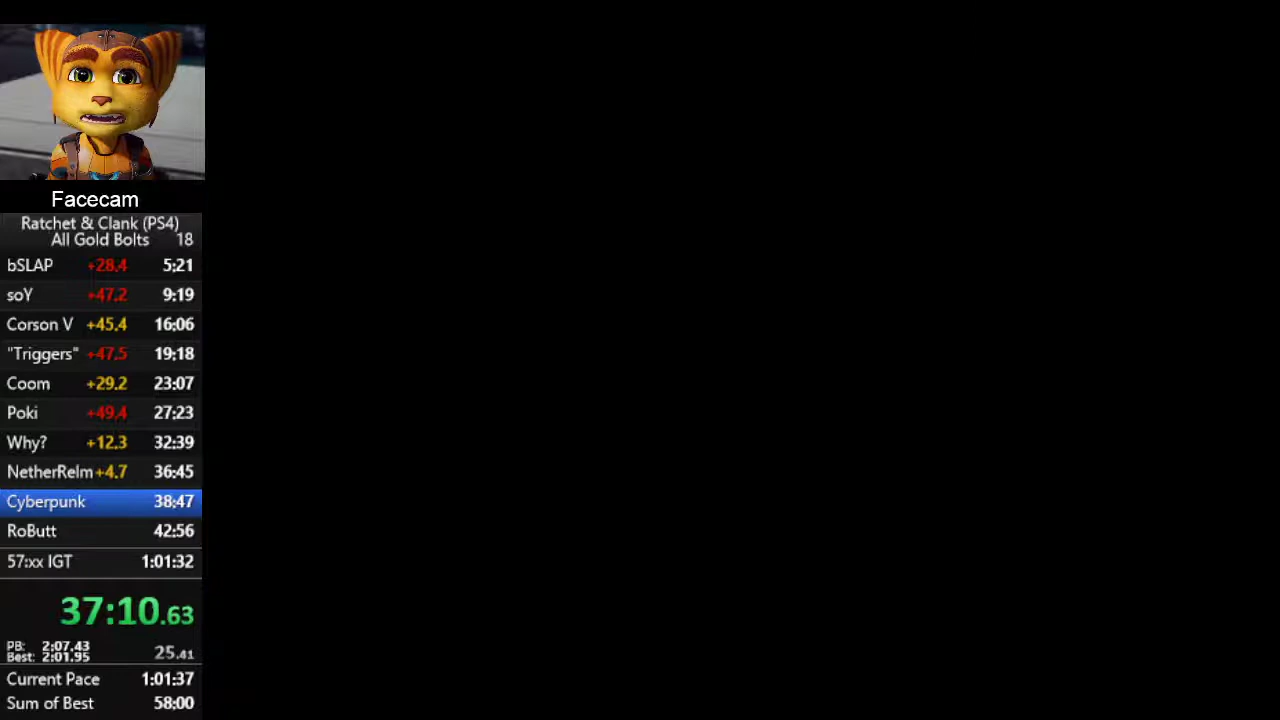 Facecam
Ratchet & Clank (PS4)
All Gold Bolts 18
bSLAP +28.4 5:21
soY +47.2 9:19
Corson V +45.4 16:06
"Triggers" +47.5 19:18
Coom +29.2 23:07
Poki +49.4 27:23
Why? +12.3 32:39
NetherRelm +4.7 36:45
Cyberpunk 38:47
RoButt 42:56
57:xx IGT 1:01:32
37:10.63
PB: 2:07.43
Best: 2:01.95 25.41
Current Pace 1:01:37
Sum of Best 58:00